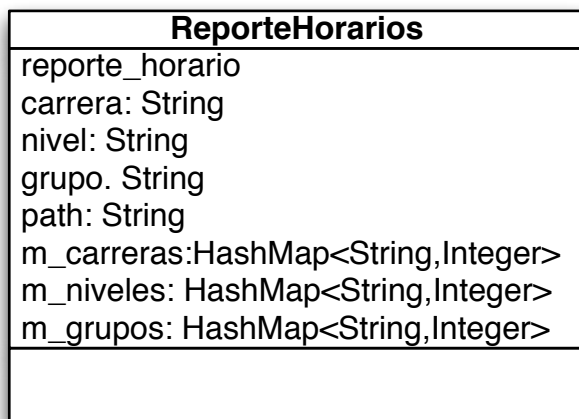 ReporteHorarios
reporte_horario
carrera: String
nivel: String
grupo. String
path: String
m_carreras:HashMap<String,Integer>
m_niveles: HashMap<String,Integer>
m_grupos: HashMap<String,Integer>